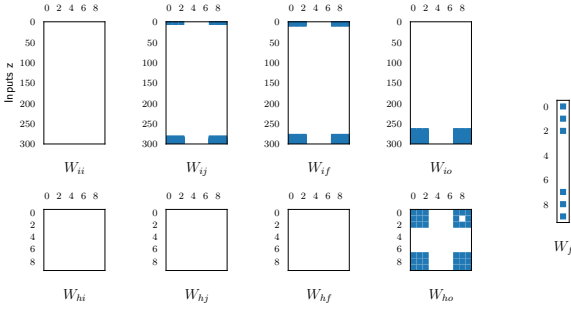 0 2 4 6 8 0 2 4 6 8 0 2 4 6 8 0 2 4 6 8
Inputs z
0 0 0 0
50 50 50 50
100 100 100 100
150 150 150 150
200 200 200 200
250 250 250 250
300 300 300 300
W_ii W_ij W_if W_io
0 2 4 6 8 0 2 4 6 8 0 2 4 6 8 0 2 4 6 8
0 0 0 0
2 2 2 2
4 4 4 4
6 6 6 6
8 8 8 8
W_hi W_hj W_hf W_ho
0
2
4
6
8